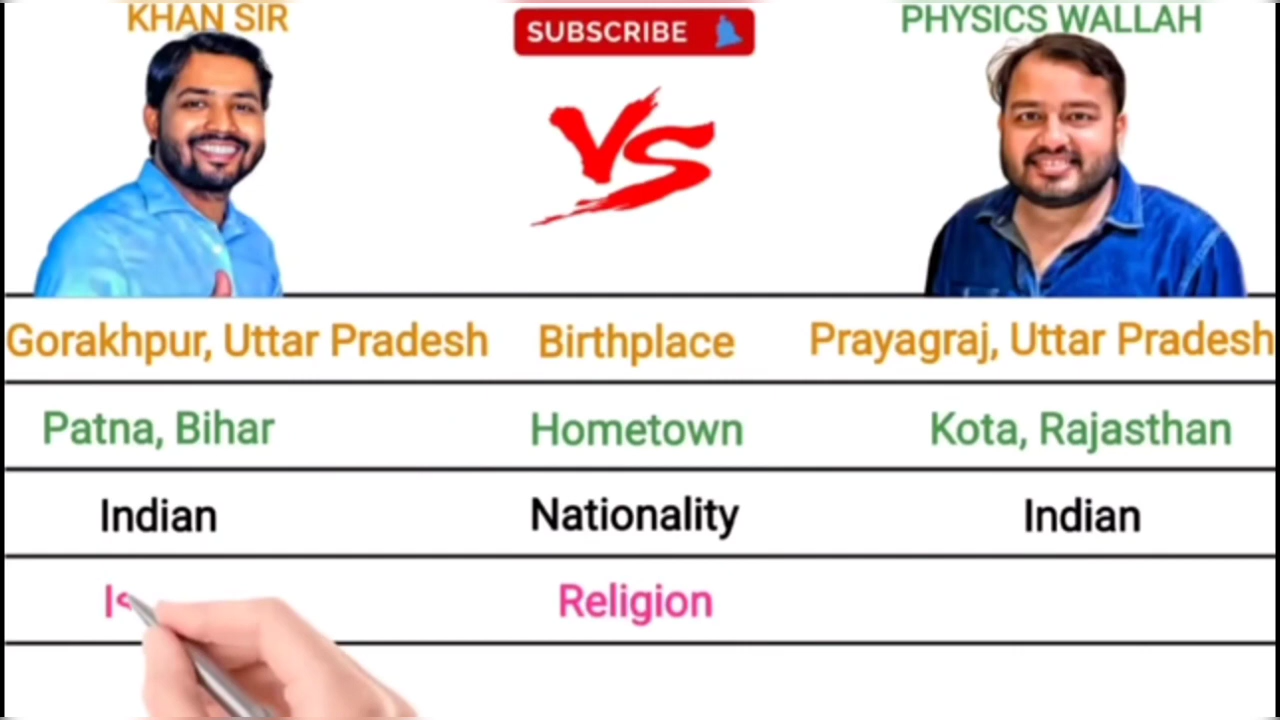 KHAN SIR SUBSCRIBE PHYSICS WALLAH
VS
Gorakhpur, Uttar Pradesh Birthplace Prayagraj, Uttar Pradesh
Patna, Bihar Hometown Kota, Rajasthan
Indian Nationality Indian
Religion